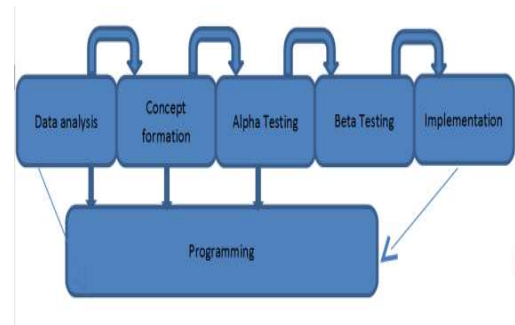 Data analysis
Concept
formation
Alpha Testing
Beta Testing
Implementation
Programming